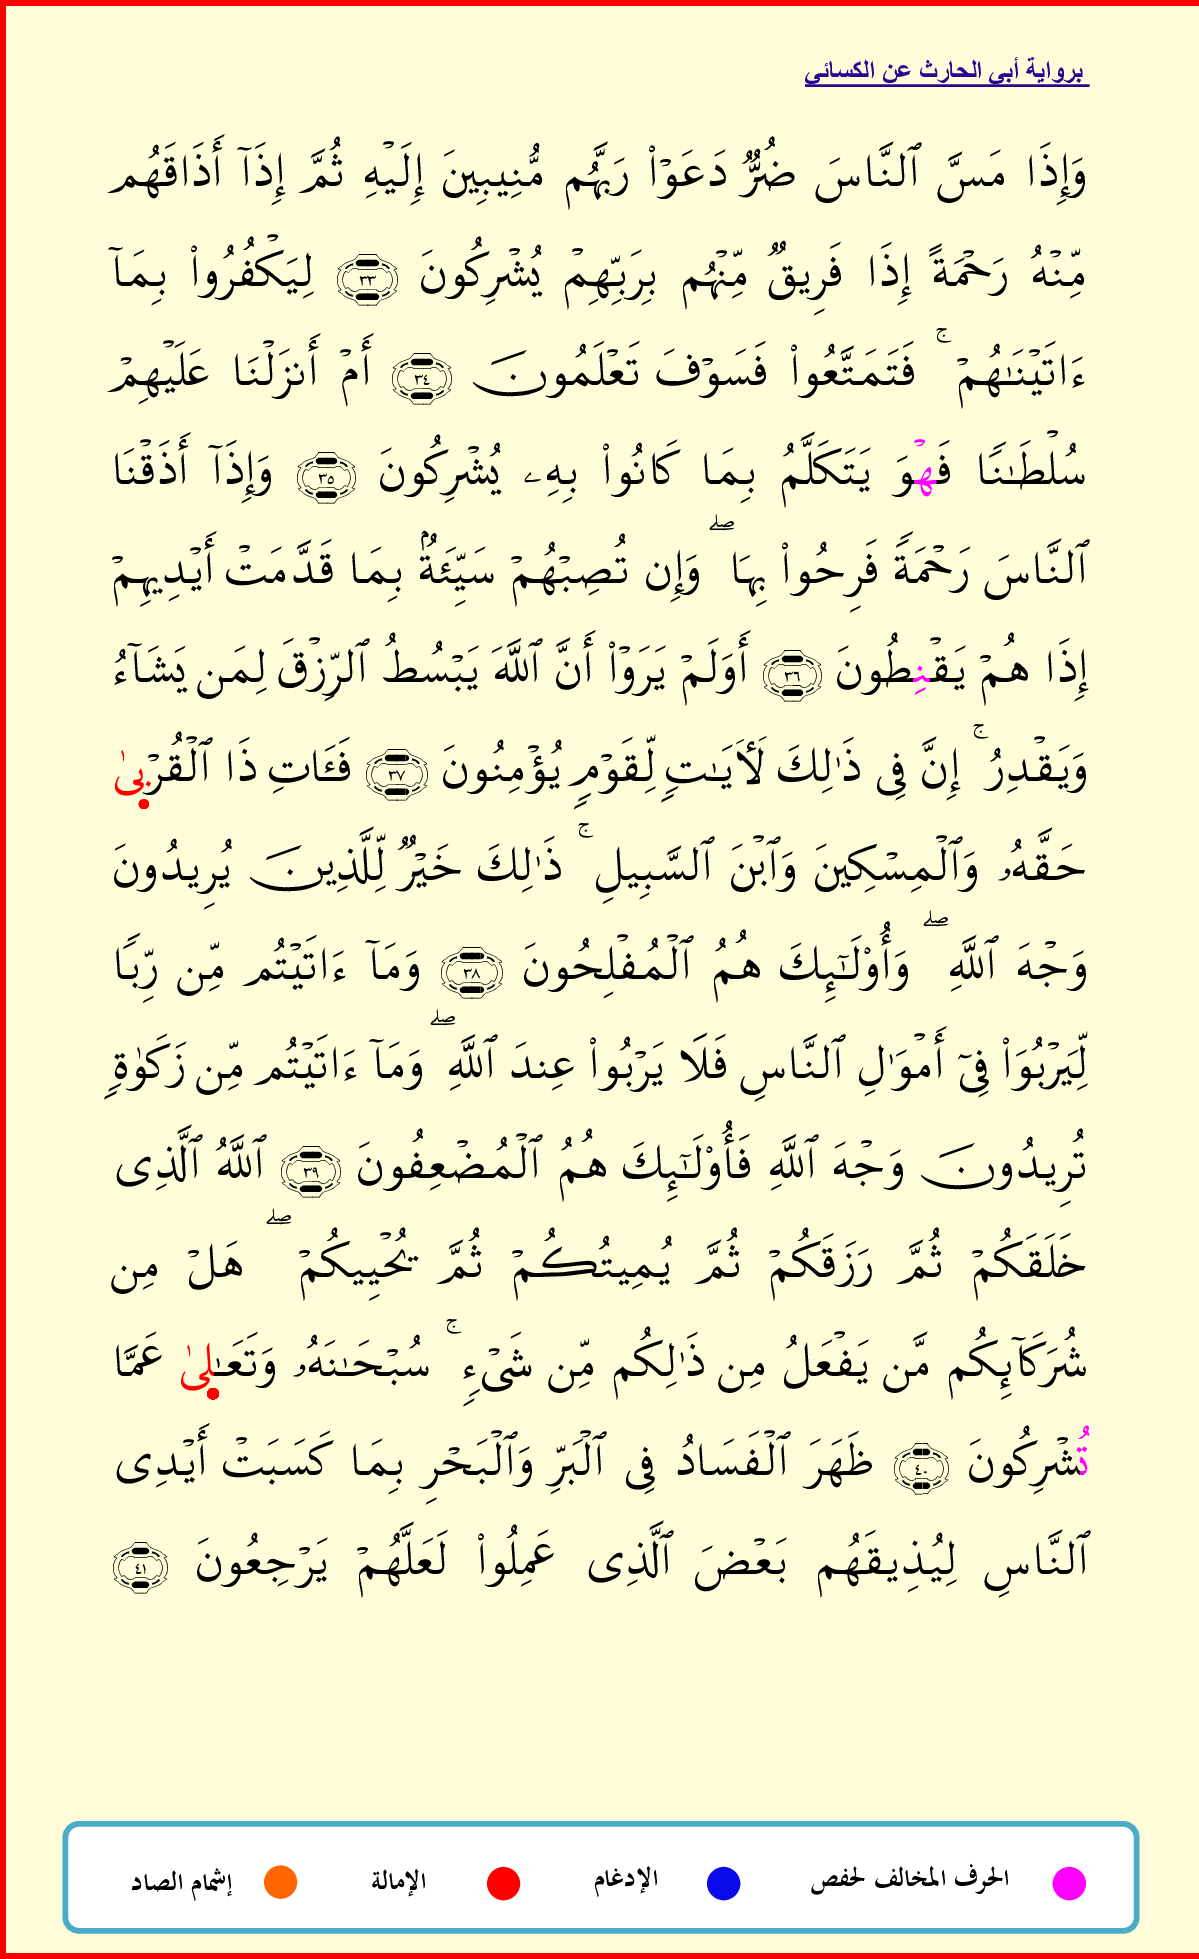 برواية أبي الحارث عن الكسائي
وَإِذَا مَسَّ ٱلنَّاسَ ضُرٌّ دَعَوۡاْ رَبَّهُم مُّنِيبِينَ إِلَيۡهِ ثُمَّ إِذَآ أَذَاقَهُم
مِّنۡهُ رَحۡمَةً إِذَا فَرِيقٌ مِّنۡهُم بِرَبِّهِمۡ يُشۡرِكُونَ ٣٣ لِيَكۡفُرُواْ بِمَآ
ءَاتَيۡنَٰهُمۡۚ فَتَمَتَّعُواْ فَسَوۡفَ تَعۡلَمُونَ ٣٤ أَمۡ أَنزَلۡنَا عَلَيۡهِمۡ
سُلۡطَٰنًا فَهۡوَ يَتَكَلَّمُ بِمَا كَانُواْ بِهِۦ يُشۡرِكُونَ ٣٥ وَإِذَآ أَذَقۡنَا
ٱلنَّاسَ رَحۡمَةً فَرِحُواْ بِهَاۖ وَإِن تُصِبۡهُمۡ سَيِّئَةُۢ بِمَا قَدَّمَتۡ أَيۡدِيهِمۡ
إِذَا هُمۡ يَقۡنِطُونَ ٣٦ أَوَلَمۡ يَرَوۡاْ أَنَّ ٱللَّهَ يَبۡسُطُ ٱلرِّزۡقَ لِمَن يَشَآءُ
وَيَقۡدِرُۚ إِنَّ فِي ذَٰلِكَ لَأٓيَٰتٍ لِّقَوۡمٍ يُؤۡمِنُونَ ٣٧ فَـَٔاتِ ذَا ٱلۡقُرۡبىٰ
حَقَّهُۥ وَٱلۡمِسۡكِينَ وَٱبۡنَ ٱلسَّبِيلِۚ ذَٰلِكَ خَيۡرٌ لِّلَّذِينَ يُرِيدُونَ
وَجۡهَ ٱللَّهِۖ وَأُوْلَٰٓئِكَ هُمُ ٱلۡمُفۡلِحُونَ ٣٨ وَمَآ ءَاتَيۡتُم مِّن رِّبًا
لِّيَرۡبُوَاْ فِيٓ أَمۡوَٰلِ ٱلنَّاسِ فَلَا يَرۡبُواْ عِندَ ٱللَّهِۖ وَمَآ ءَاتَيۡتُم مِّن زَكَوٰةٍ
تُرِيدُونَ وَجۡهَ ٱللَّهِ فَأُوْلَٰٓئِكَ هُمُ ٱلۡمُضۡعِفُونَ ٣٩ ٱللَّهُ ٱلَّذِي
خَلَقَكُمۡ ثُمَّ رَزَقَكُمۡ ثُمَّ يُمِيتُكُمۡ ثُمَّ يُحۡيِيكُمۡۖ هَلۡ مِن
شُرَكَآئِكُم مَّن يَفۡعَلُ مِن ذَٰلِكُم مِّن شَيۡءٍۚ سُبۡحَٰنَهُۥ وَتَعَٰلىٰ عَمَّا
تُشۡرِكُونَ ٤٠ ظَهَرَ ٱلۡفَسَادُ فِي ٱلۡبَرِّ وَٱلۡبَحۡرِ بِمَا كَسَبَتۡ أَيۡدِي
ٱلنَّاسِ لِيُذِيقَهُم بَعۡضَ ٱلَّذِي عَمِلُواْ لَعَلَّهُمۡ يَرۡجِعُونَ ٤١
الحرف المخالف لحفص الإدغام الإمالة إشمام الصاد